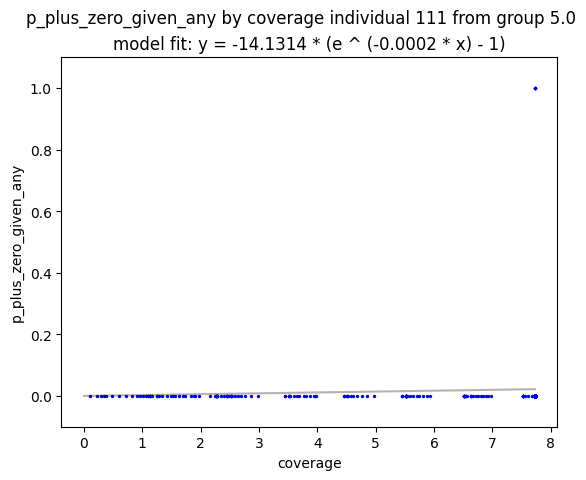 p_plus_zero_given_any by coverage individual 111 from group 5.0
model fit: y = -14.1314 * (e ^ (-0.0002 * x) - 1)
1.0
0.8
0.6
0.4
0.2
0.0
p_plus_zero_given_any
0 1 2 3 4 5 6 7 8
coverage